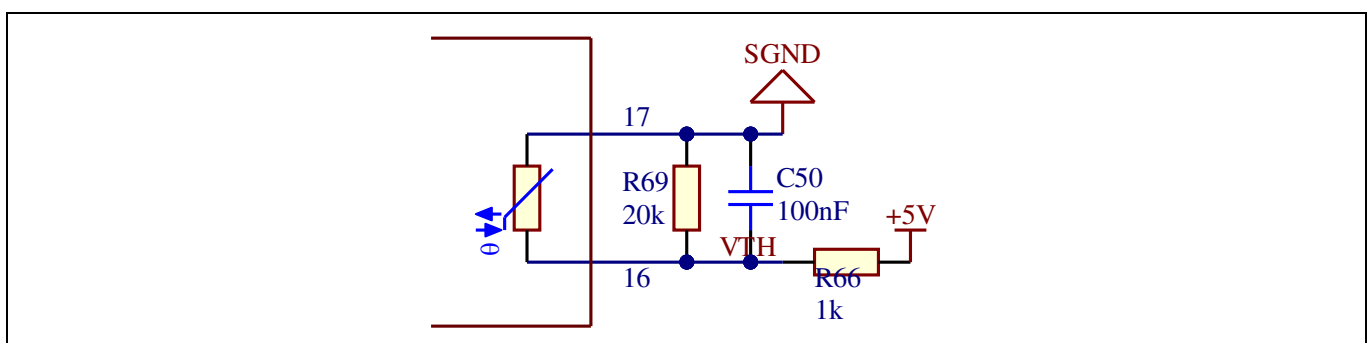 SGND
17
R69
20k
C50
100nF
+5V
VTH
θ
16
R66
1k